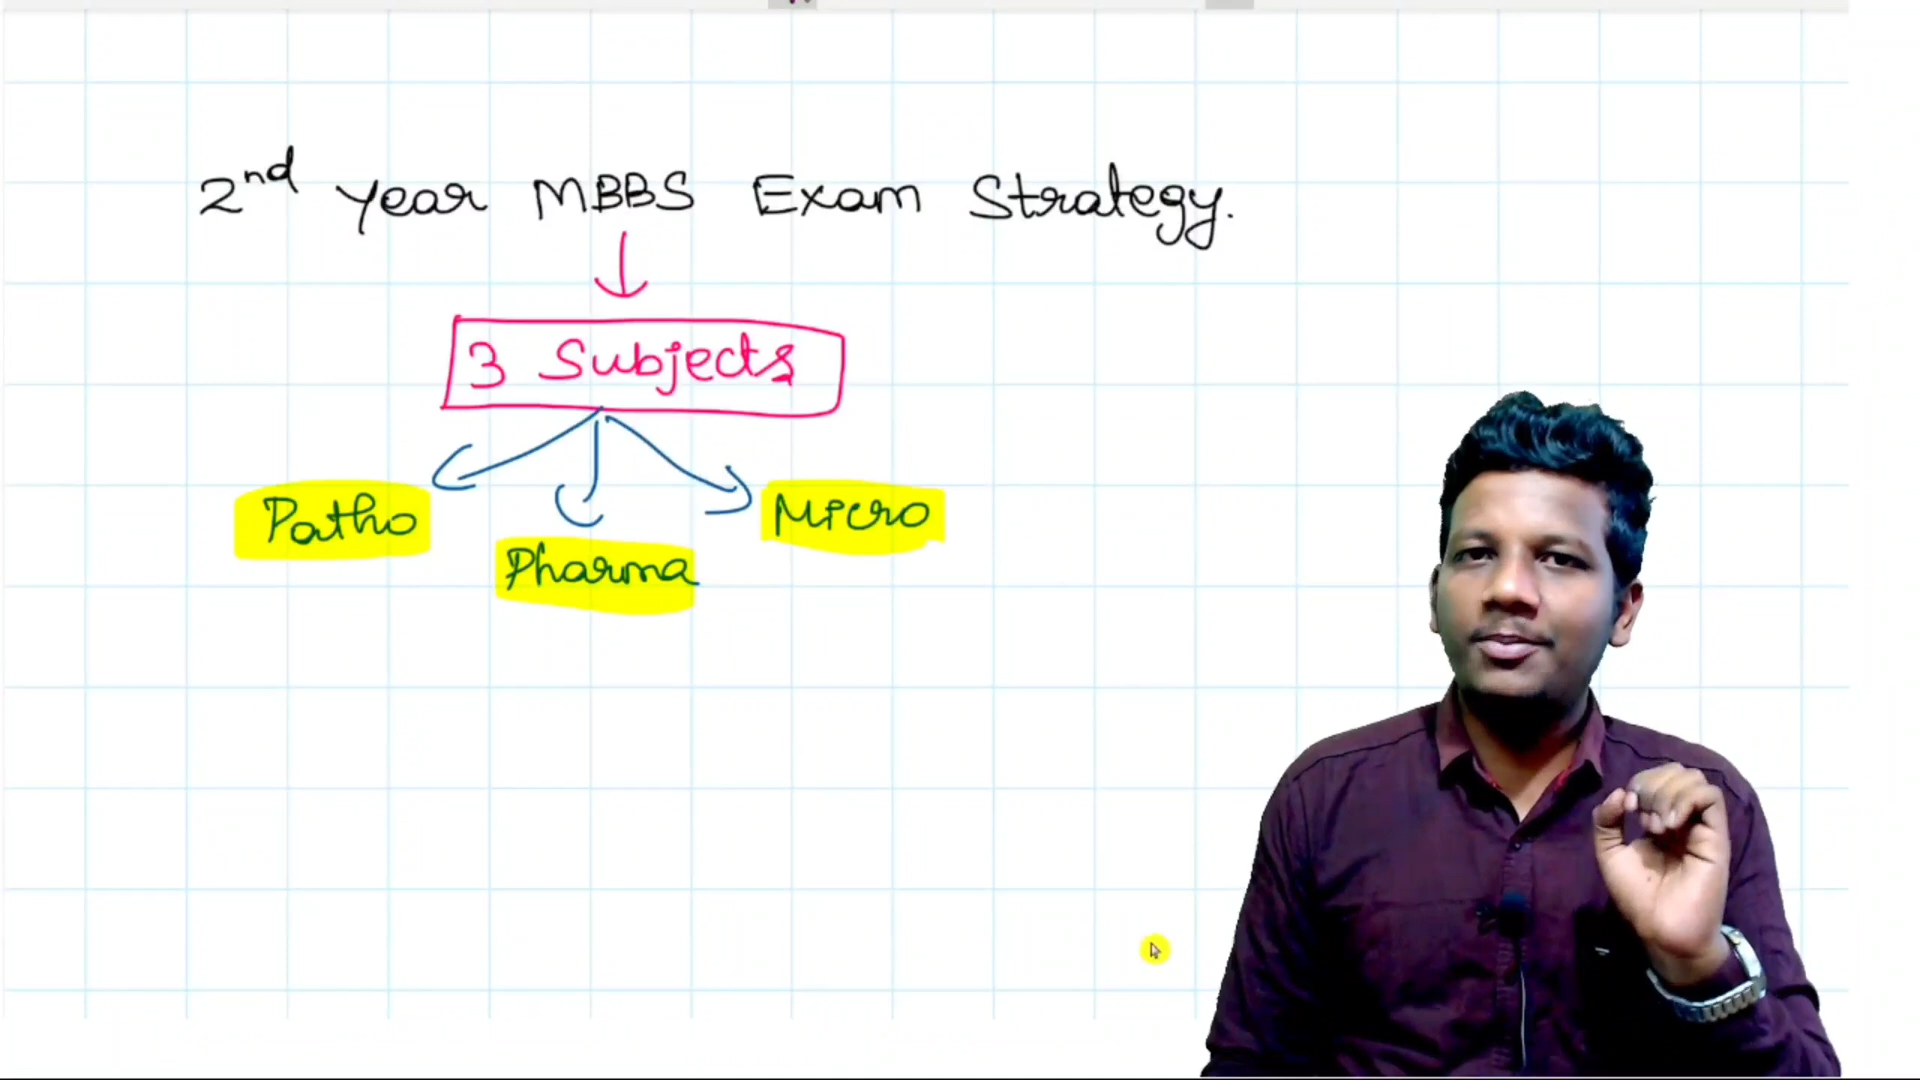 2nd Year MBBS Exam Strategy.
3 Subjects
Patho
Pharma
Micro